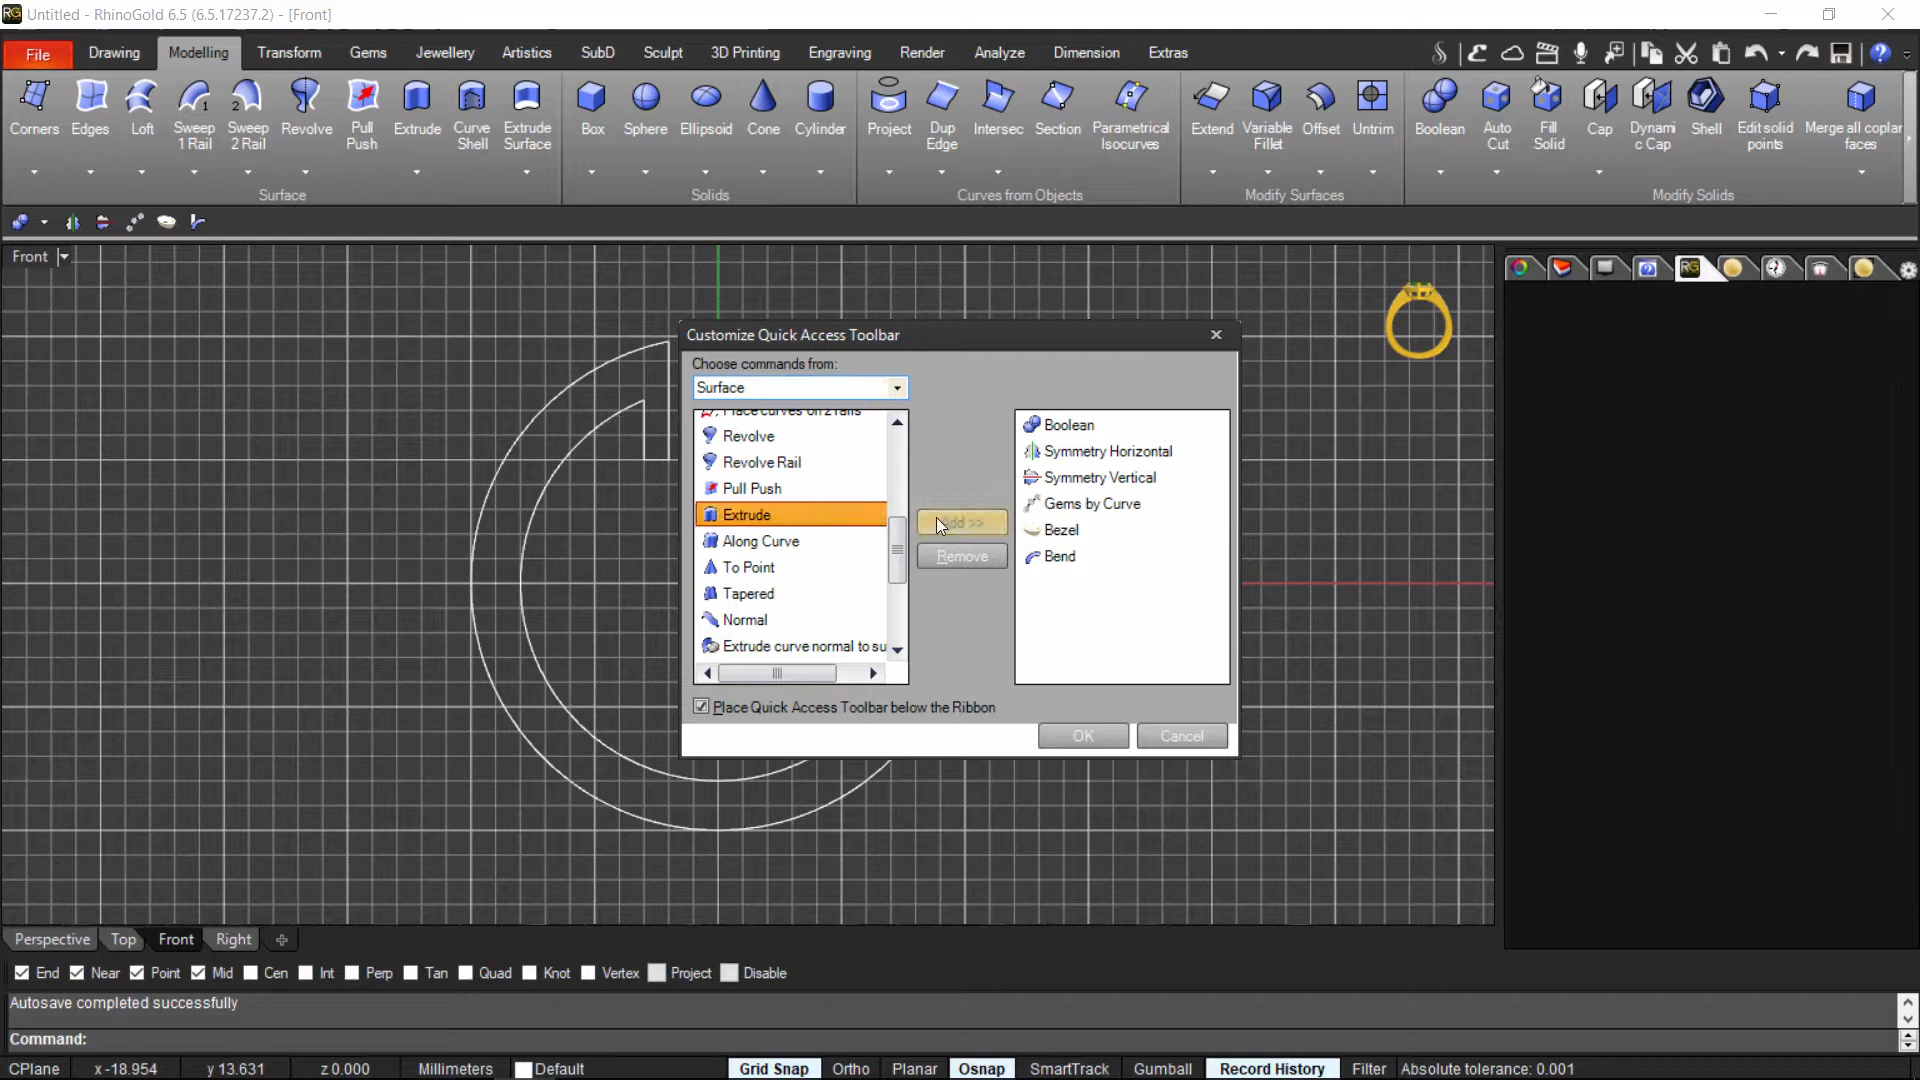 Untitled - RhinoGold 6.5 (6.5.17237.2) - [Front]
File Drawing Modelling Transform Gems Jewellery Artistics SubD Sculpt 3D Printing Engraving Render Analyze Dimension Extras
Corners Edges Loft Sweep 1 Rail Sweep 2 Rail Revolve Pull Push Extrude Curve Shell Extrude Surface
Box Sphere Ellipsoid Cone Cylinder
Project Dup Edge Intersec Section Parametrical Isocurves
Extend Variable Fillet Offset Untrim
Boolean Auto Cut Fill Solid Cap Dynami c Cap Shell Edit solid points Merge all coplar faces
Surface Solids Curves from Objects Modify Surfaces Modify Solids
Front
RG
Customize Quick Access Toolbar
Choose commands from:
Surface
Place curves on 2 rails
Revolve
Revolve Rail
Pull Push
Extrude
Along Curve
To Point
Tapered
Normal
Extrude curve normal to su
Add >>
Remove
Boolean
Symmetry Horizontal
Symmetry Vertical
Gems by Curve
Bezel
Bend
Place Quick Access Toolbar below the Ribbon
OK Cancel
Perspective Top Front Right
End Near Point Mid Cen Int Perp Tan Quad Knot Vertex Project Disable
Autosave completed successfully
Command:
CPlane x -18.954 y 13.631 z 0.000 Millimeters Default Grid Snap Ortho Planar Osnap SmartTrack Gumball Record History Filter Absolute tolerance: 0.001